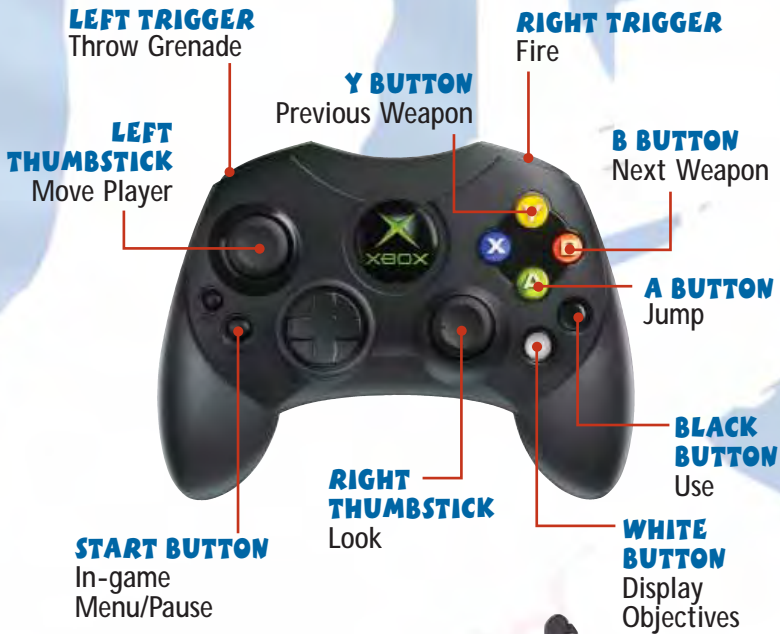 LEFT TRIGGER
Throw Grenade
RIGHT TRIGGER
Fire
Y BUTTON
Previous Weapon
LEFT
THUMBSTICK
Move Player
B BUTTON
Next Weapon
Y
X
B
A
XBOX
A BUTTON
Jump
BLACK
BUTTON
Use
RIGHT
THUMBSTICK
Look
WHITE
BUTTON
Display
Objectives
START BUTTON
In-game
Menu/Pause